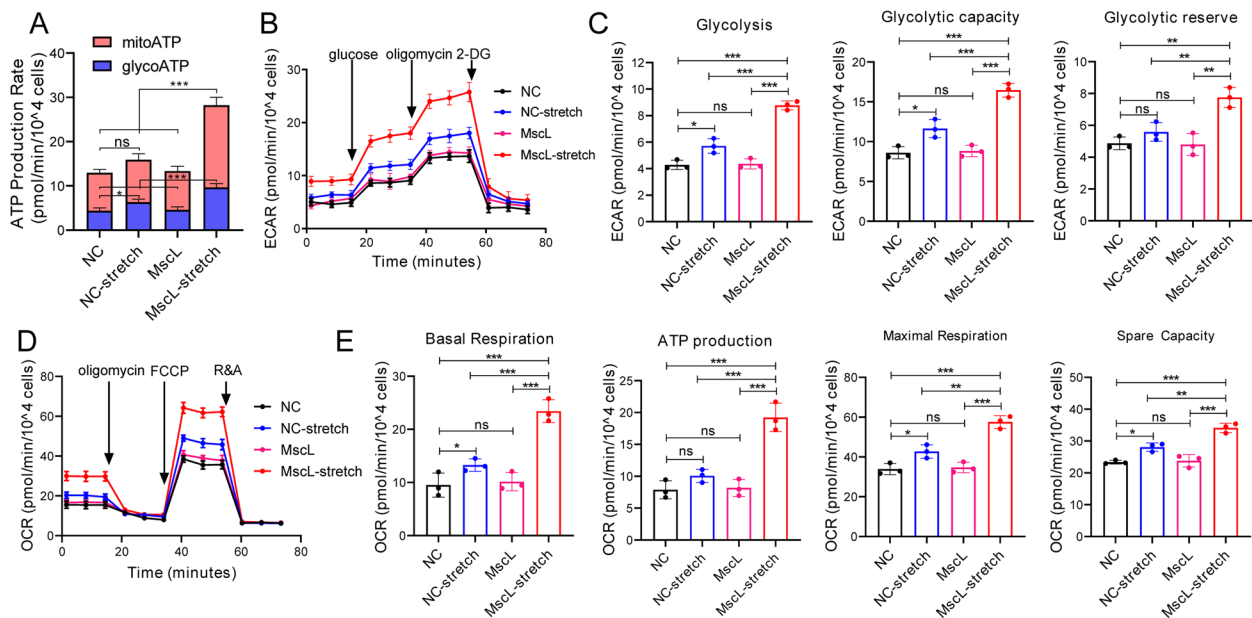 A
mitoATP
glycoATP
ATP Production Rate
(pmol/min/10^4 cells)
40
30
20
10
0
***
ns
***
*
NC
NC-stretch
MscL
MscL-stretch
B
glucose
oligomycin
2-DG
ECAR (pmol/min/10^4 cells)
30
20
10
0
0
20
40
60
80
Time (minutes)
NC
NC-stretch
MscL
MscL-stretch
C
Glycolysis
ECAR (pmol/min/10^4 cells)
12
10
8
6
4
2
0
***
***
***
ns
*
NC
NC-stretch
MscL
MscL-stretch
Glycolytic capacity
ECAR (pmol/min/10^4 cells)
20
15
10
5
0
***
***
***
ns
*
NC
NC-stretch
MscL
MscL-stretch
Glycolytic reserve
ECAR (pmol/min/10^4 cells)
10
8
6
4
2
0
**
**
**
ns
ns
NC
NC-stretch
MscL
MscL-stretch
D
oligomycin
FCCP
R&A
OCR (pmol/min/10^4 cells)
80
60
40
20
0
0
20
40
60
80
Time (minutes)
NC
NC-stretch
MscL
MscL-stretch
E
Basal Respiration
OCR (pmol/min/10^4 cells)
30
20
10
0
***
***
***
ns
*
NC
NC-stretch
MscL
MscL-stretch
ATP production
OCR (pmol/min/10^4 cells)
25
20
15
10
5
0
***
***
***
ns
ns
NC
NC-stretch
MscL
MscL-stretch
Maximal Respiration
OCR (pmol/min/10^4 cells)
80
60
40
20
0
***
**
***
ns
*
NC
NC-stretch
MscL
MscL-stretch
Spare Capacity
OCR (pmol/min/10^4 cells)
50
40
30
20
10
0
***
**
***
ns
*
NC
NC-stretch
MscL
MscL-stretch